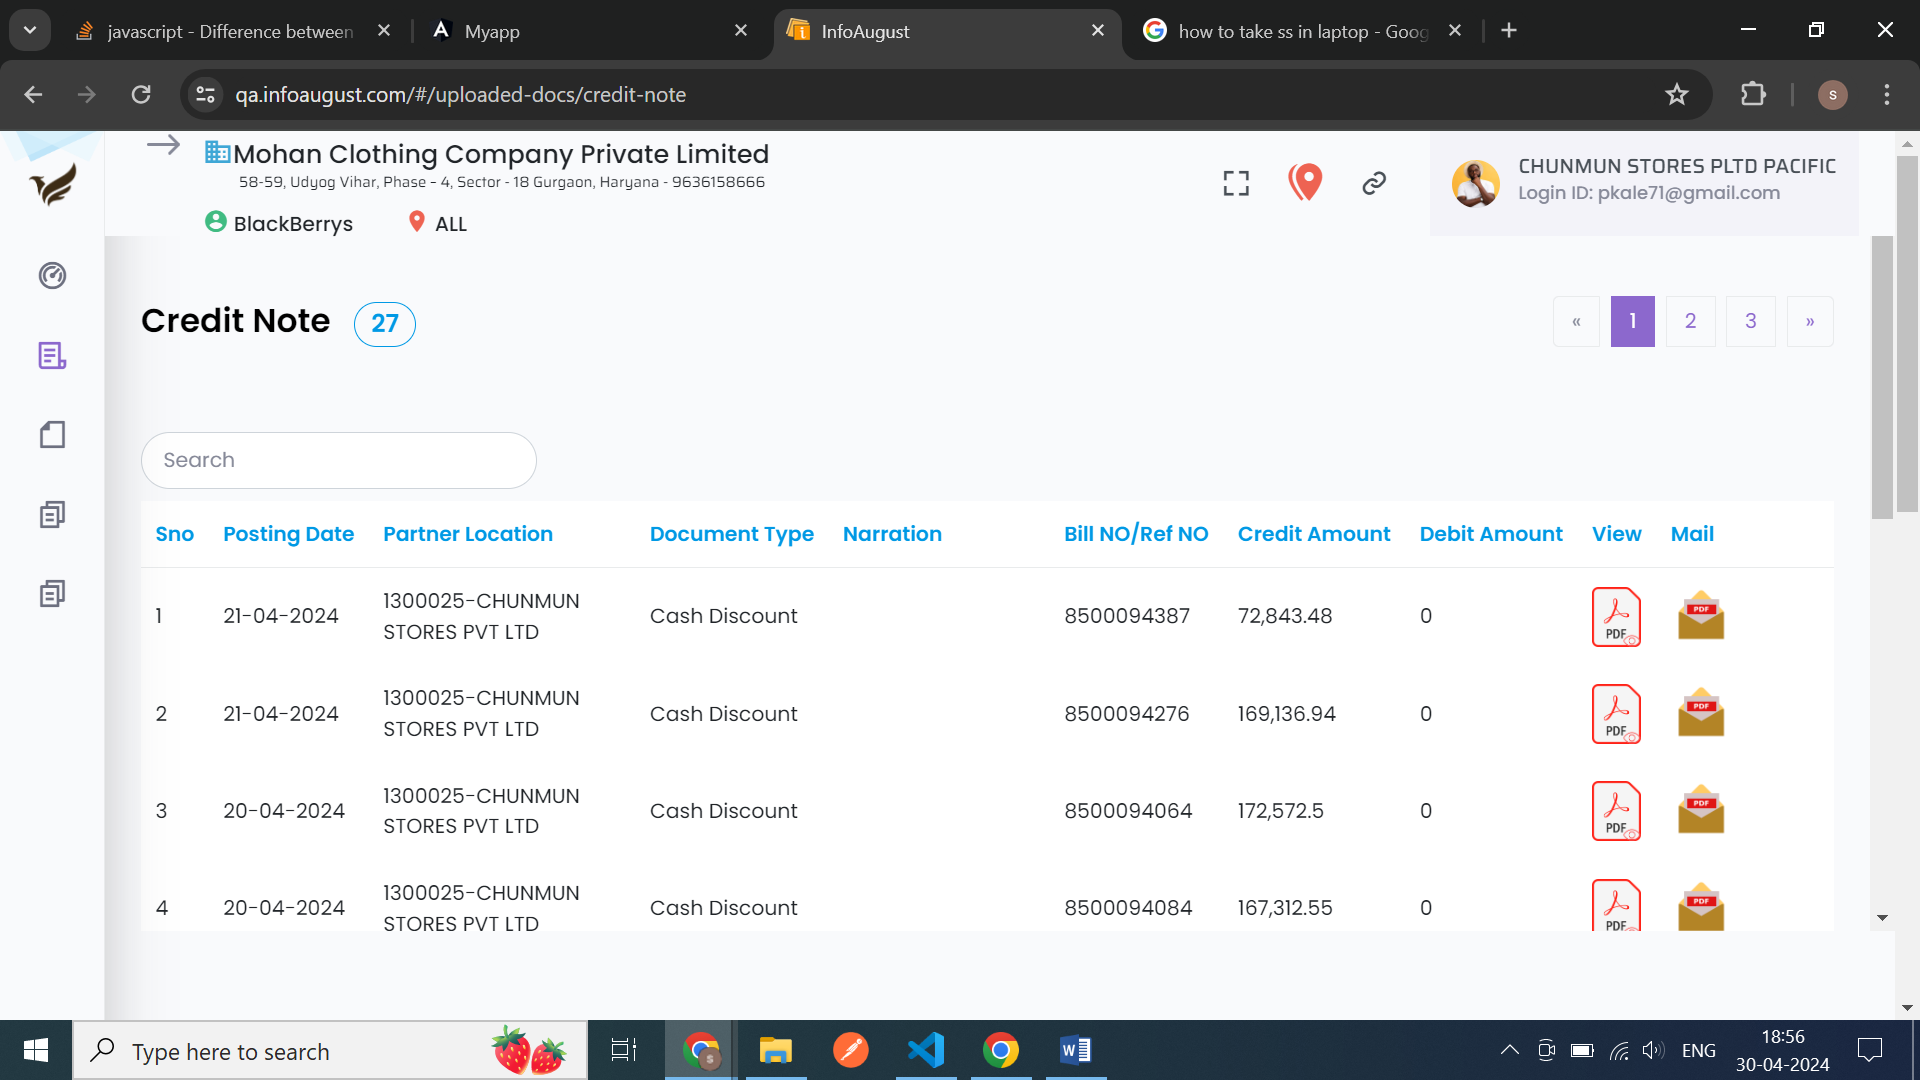 javascript - Difference between
Myapp
InfoAugust
how to take ss in laptop - Goog
qa.infoaugust.com/#/uploaded-docs/credit-note
s
Mohan Clothing Company Private Limited
58-59, Udyog Vihar, Phase - 4, Sector - 18 Gurgaon, Haryana - 9636158666
BlackBerrys ALL
CHUNMUN STORES PLTD PACIFIC
Login ID: pkale71@gmail.com
Credit Note 27
« 1 2 3 »
Search
Sno Posting Date Partner Location Document Type Narration Bill NO/Ref NO Credit Amount Debit Amount View Mail
1 21-04-2024 1300025-CHUNMUN STORES PVT LTD Cash Discount 8500094387 72,843.48 0 PDF PDF
2 21-04-2024 1300025-CHUNMUN STORES PVT LTD Cash Discount 8500094276 169,136.94 0 PDF PDF
3 20-04-2024 1300025-CHUNMUN STORES PVT LTD Cash Discount 8500094064 172,572.5 0 PDF PDF
4 20-04-2024 1300025-CHUNMUN STORES PVT LTD Cash Discount 8500094084 167,312.55 0 PDF PDF
Type here to search
ENG
18:56
30-04-2024